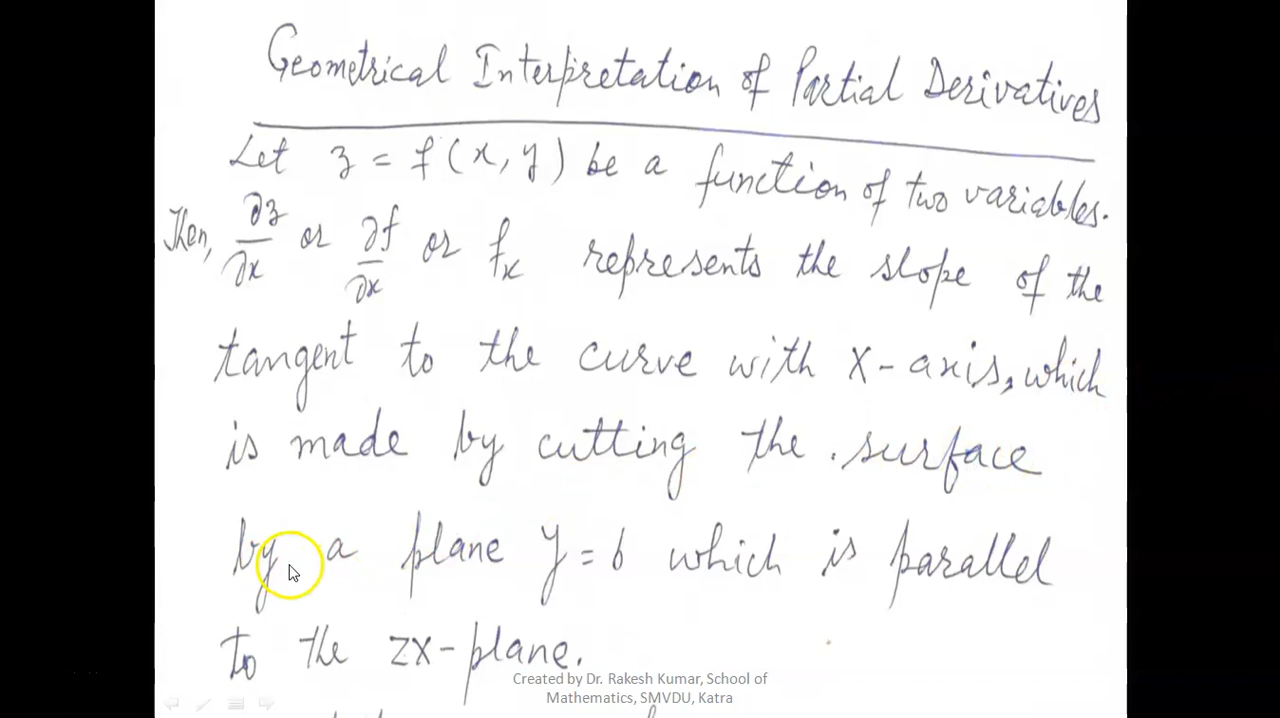 Geometrical Interpretation of Partial Derivatives
Let z = f(x, y) be a function of two variables.
Then, ∂z/∂x or ∂f/∂x or fx represents the slope of the
tangent to the curve with X-axis, which
is made by cutting the surface
by a plane y = b which is parallel
to the ZX-plane.
Created by Dr. Rakesh Kumar, School of
Mathematics, SMVDU, Katra